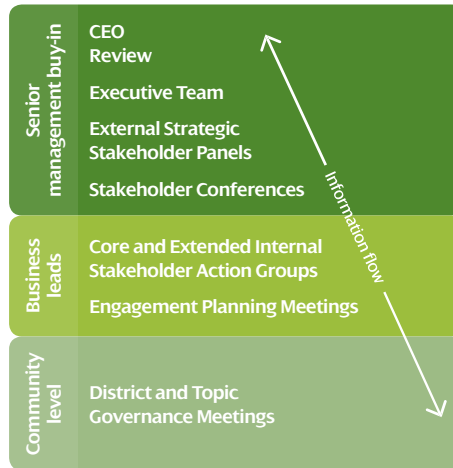 Senior
management buy-in
CEO
Review
Executive Team
External Strategic
Stakeholder Panels
Stakeholder Conferences
Information flow
Business
leads
Core and Extended Internal
Stakeholder Action Groups
Engagement Planning Meetings
Community
level
District and Topic
Governance Meetings